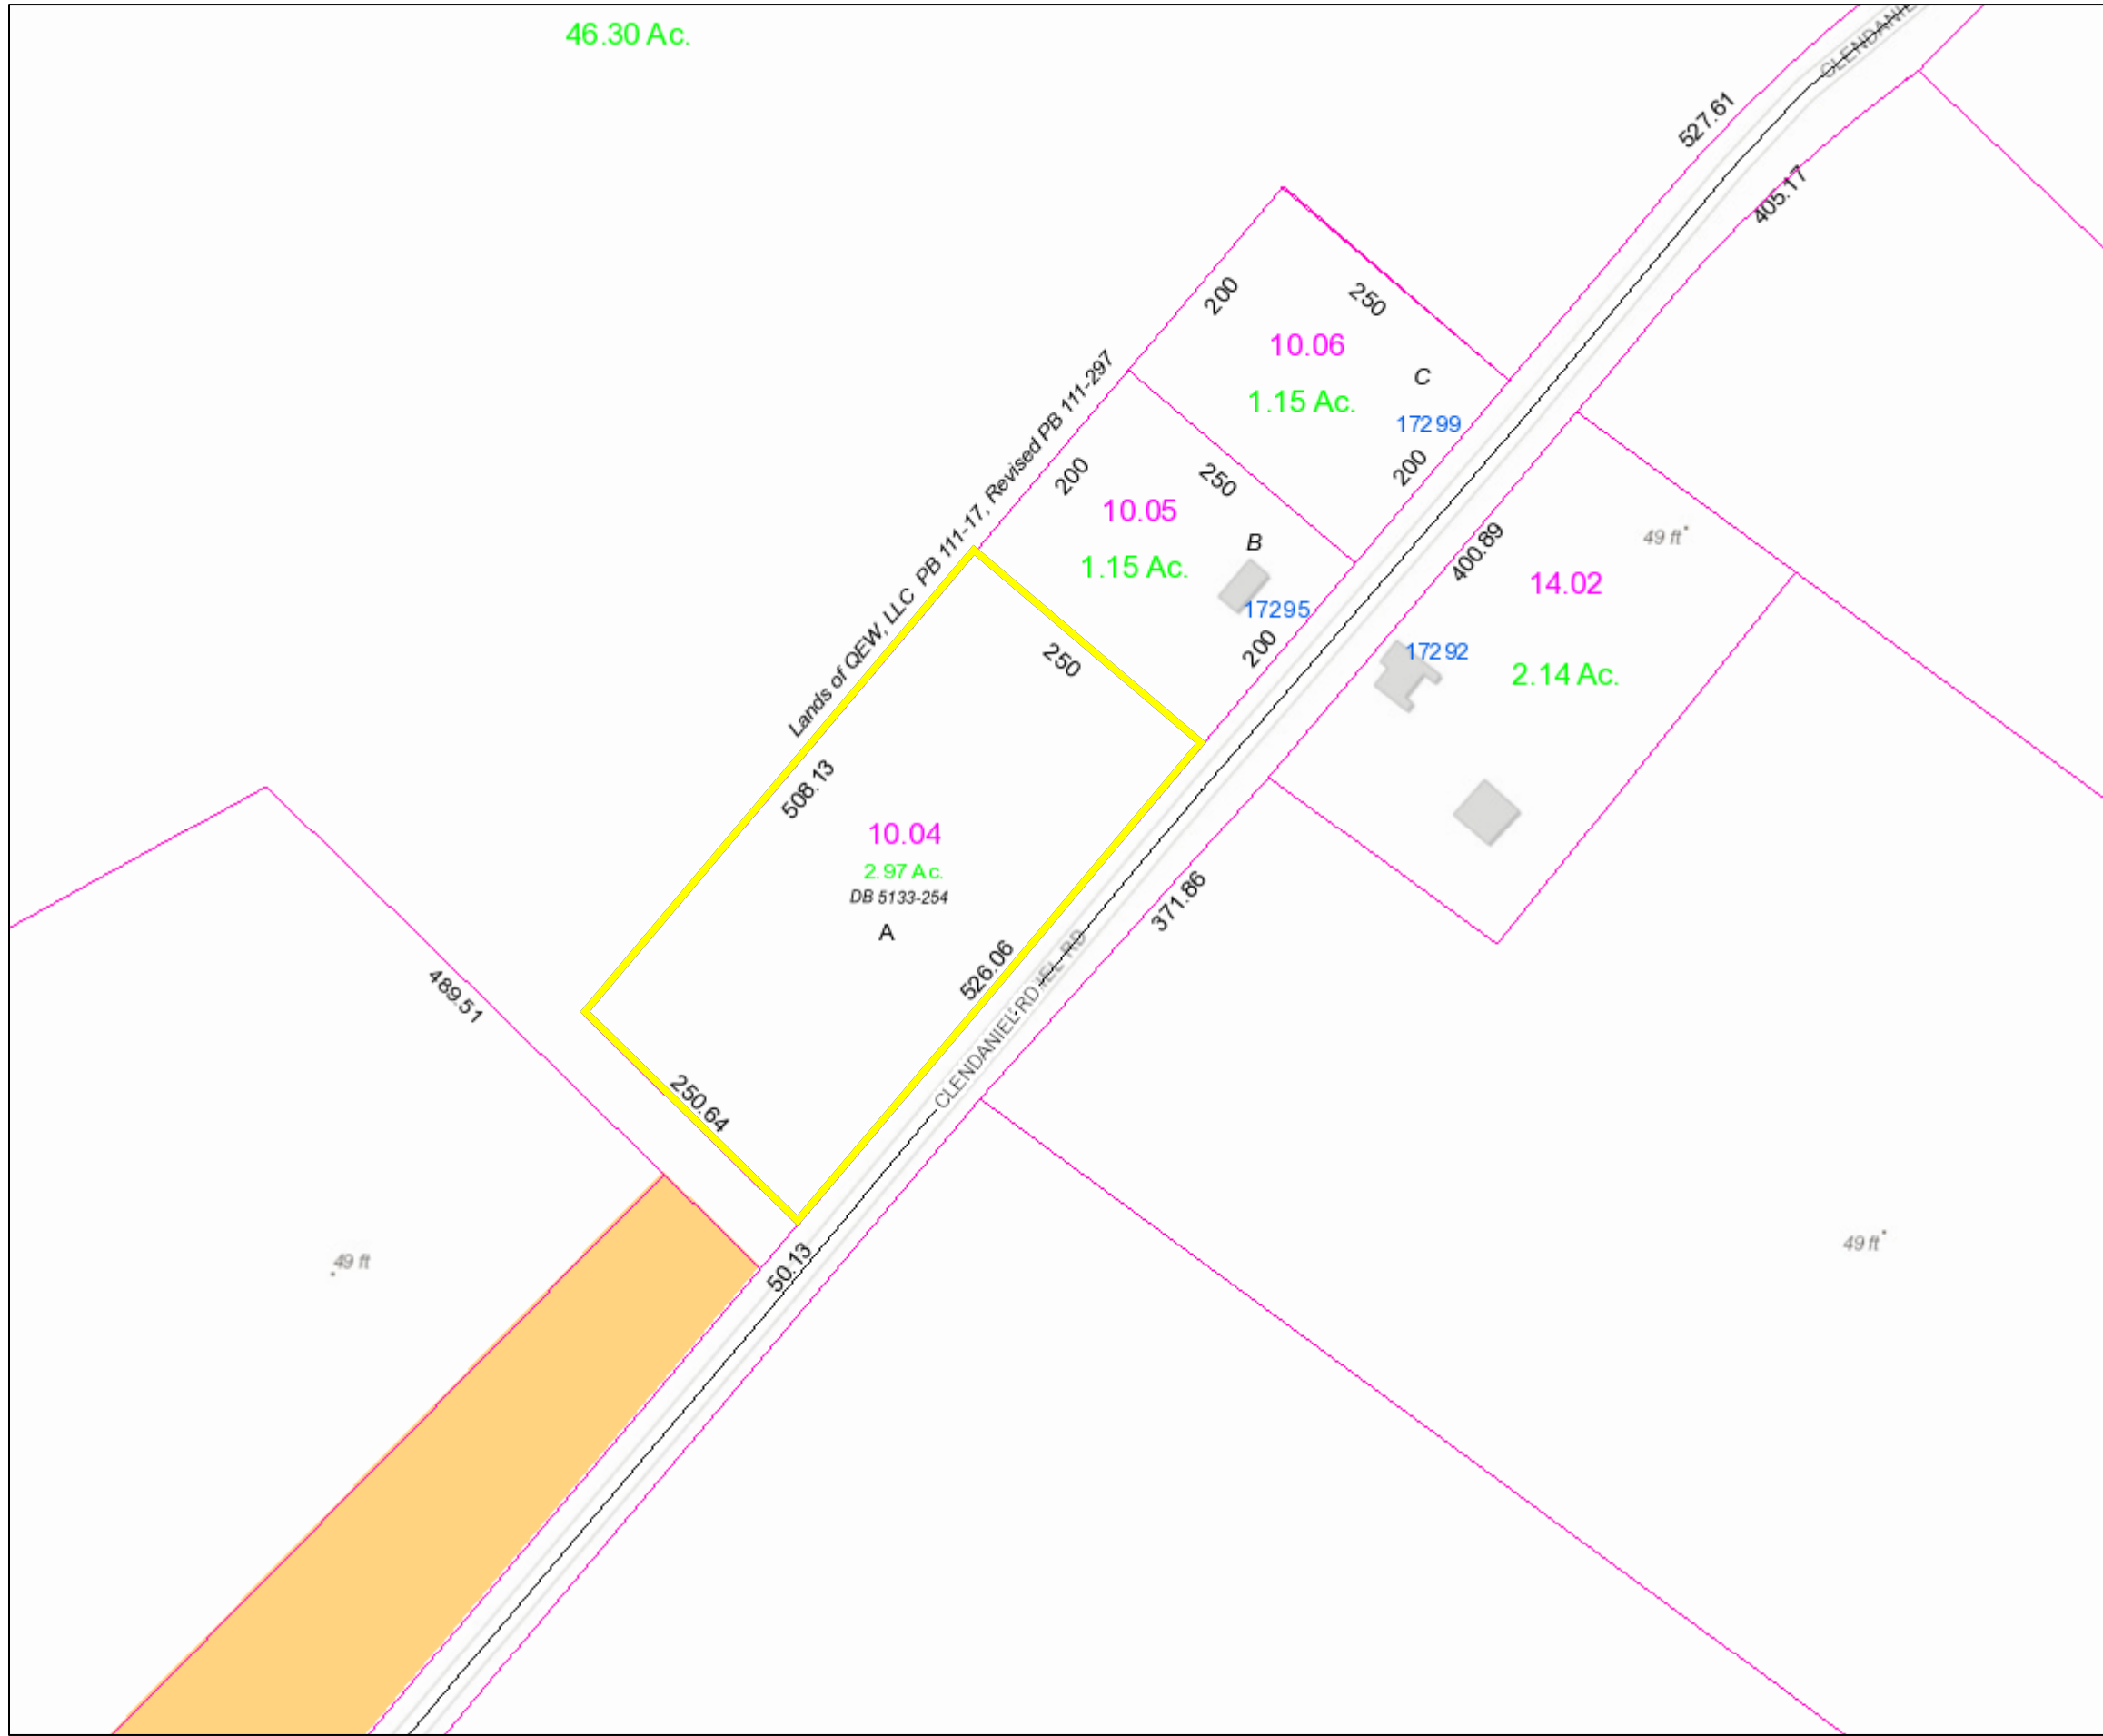 46.30 Ac.
CLENDANIE
527.61
405.17
200
250
10.06
C
1.15 Ac.
17299
200
Lands of QEW, LLC PB 111-17, Revised PB 111-297
200
250
10.05
B
1.15 Ac.
17295
200
400.89
49 ft
14.02
17292
2.14 Ac.
250
508.13
10.04
2.97 Ac.
DB 5133-254
A
526.06
371.86
CLENDANIEL RD
IEL RD
489.51
250.64
50.13
49 ft
49 ft